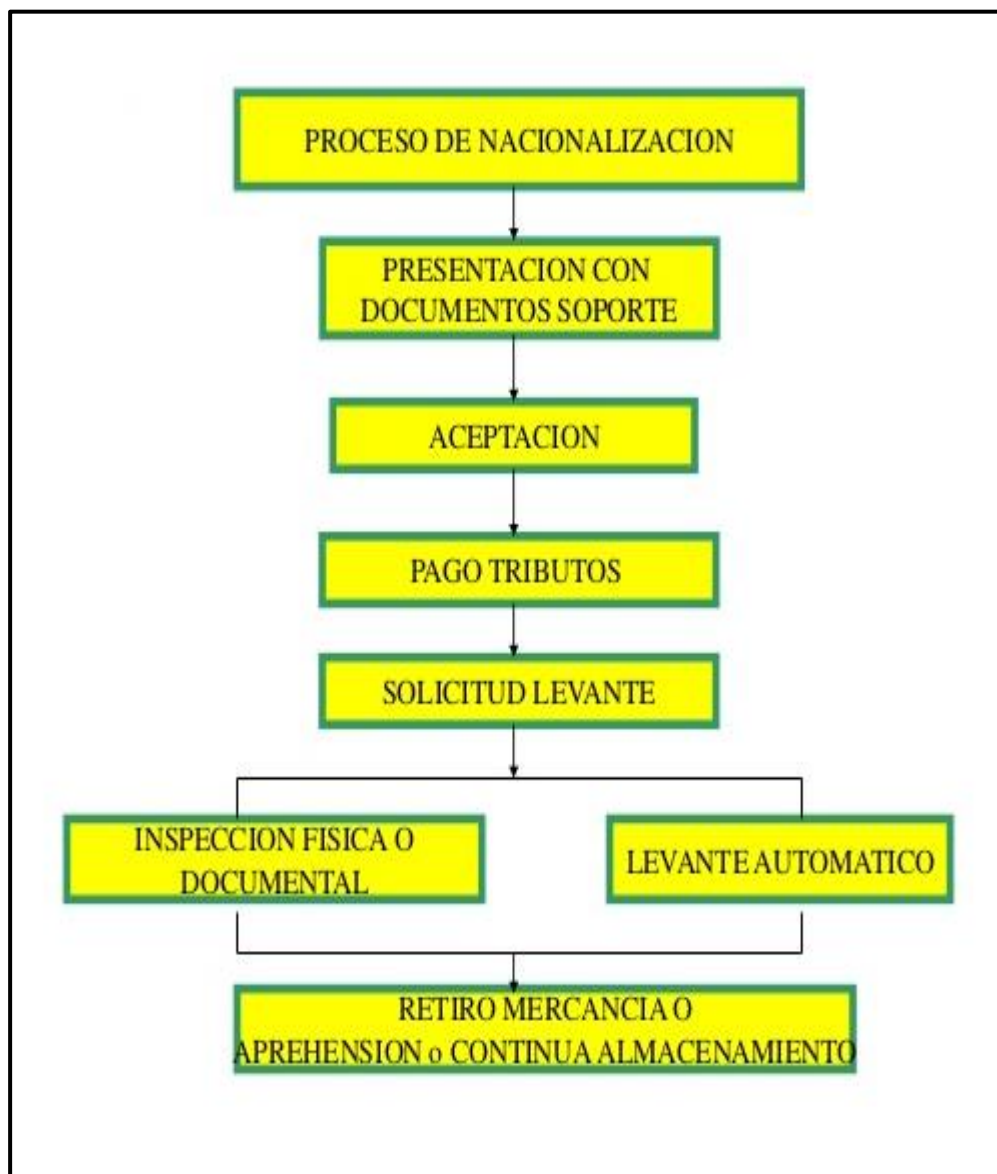 PROCESO DE NACIONALIZACION
PRESENTACION CON
DOCUMENTOS SOPORTE
ACEPTACION
PAGO TRIBUTOS
SOLICITUD LEVANTE
INSPECCION FISICA O
DOCUMENTAL
LEVANTE AUTOMATICO
RETIRO MERCANCIA O
APREHENSION o CONTINUA ALMACENAMIENTO